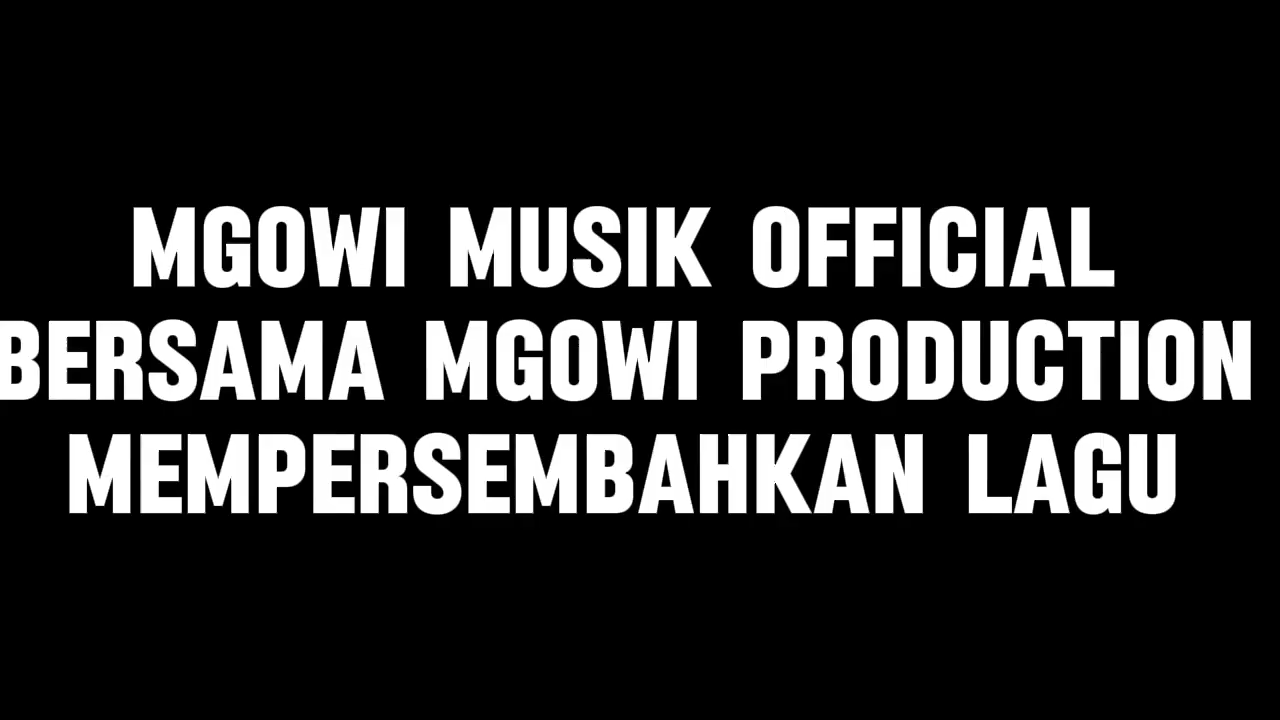 MGOWI MUSIK OFFICIAL
BERSAMA MGOWI PRODUCTION
MEMPERSEMBAHKAN LAGU